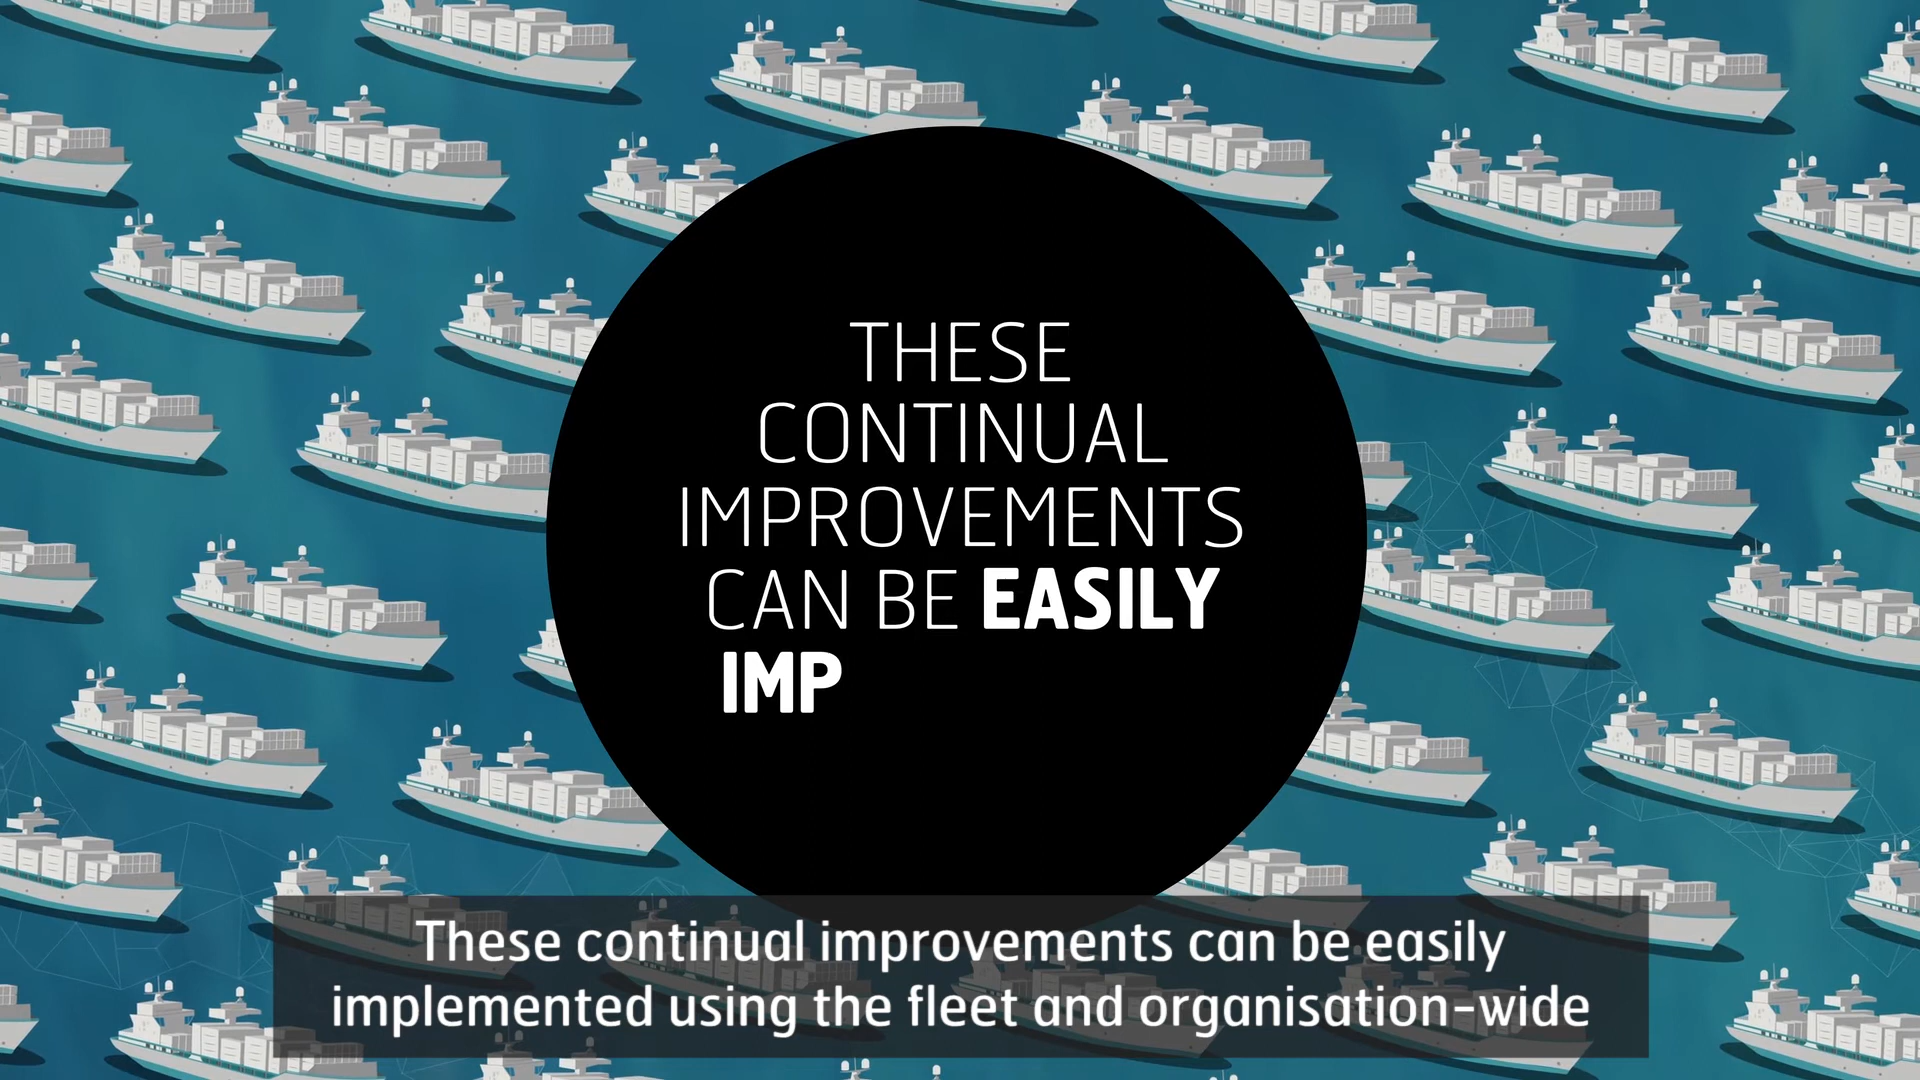 THESE
CONTINUAL
IMPROVEMENTS
CAN BE EASILY
IMP
These continual improvements can be easily
implemented using the fleet and organisation-wide